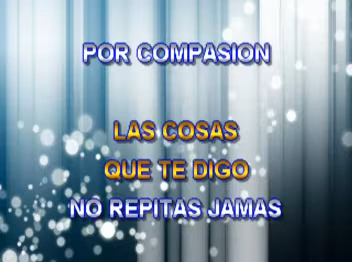 POR COMPASION
LAS COSAS
QUE TE DIGO
NO REPITAS JAMAS